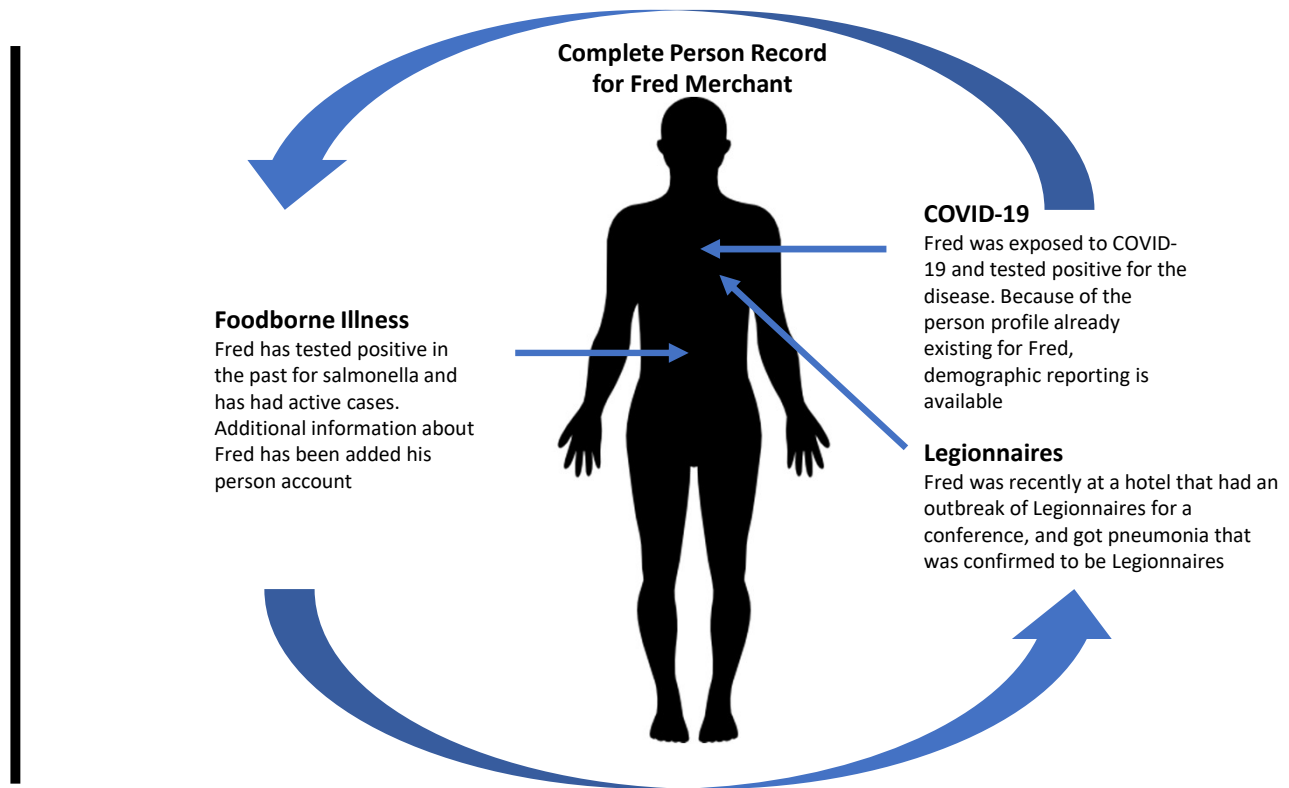 Complete Person Record
for Fred Merchant
Foodborne Illness
Fred has tested positive in
the past for salmonella and
has had active cases.
Additional information about
Fred has been added his
person account
COVID-19
Fred was exposed to COVID-
19 and tested positive for the
disease. Because of the
person profile already
existing for Fred,
demographic reporting is
available
Legionnaires
Fred was recently at a hotel that had an
outbreak of Legionnaires for a
conference, and got pneumonia that
was confirmed to be Legionnaires